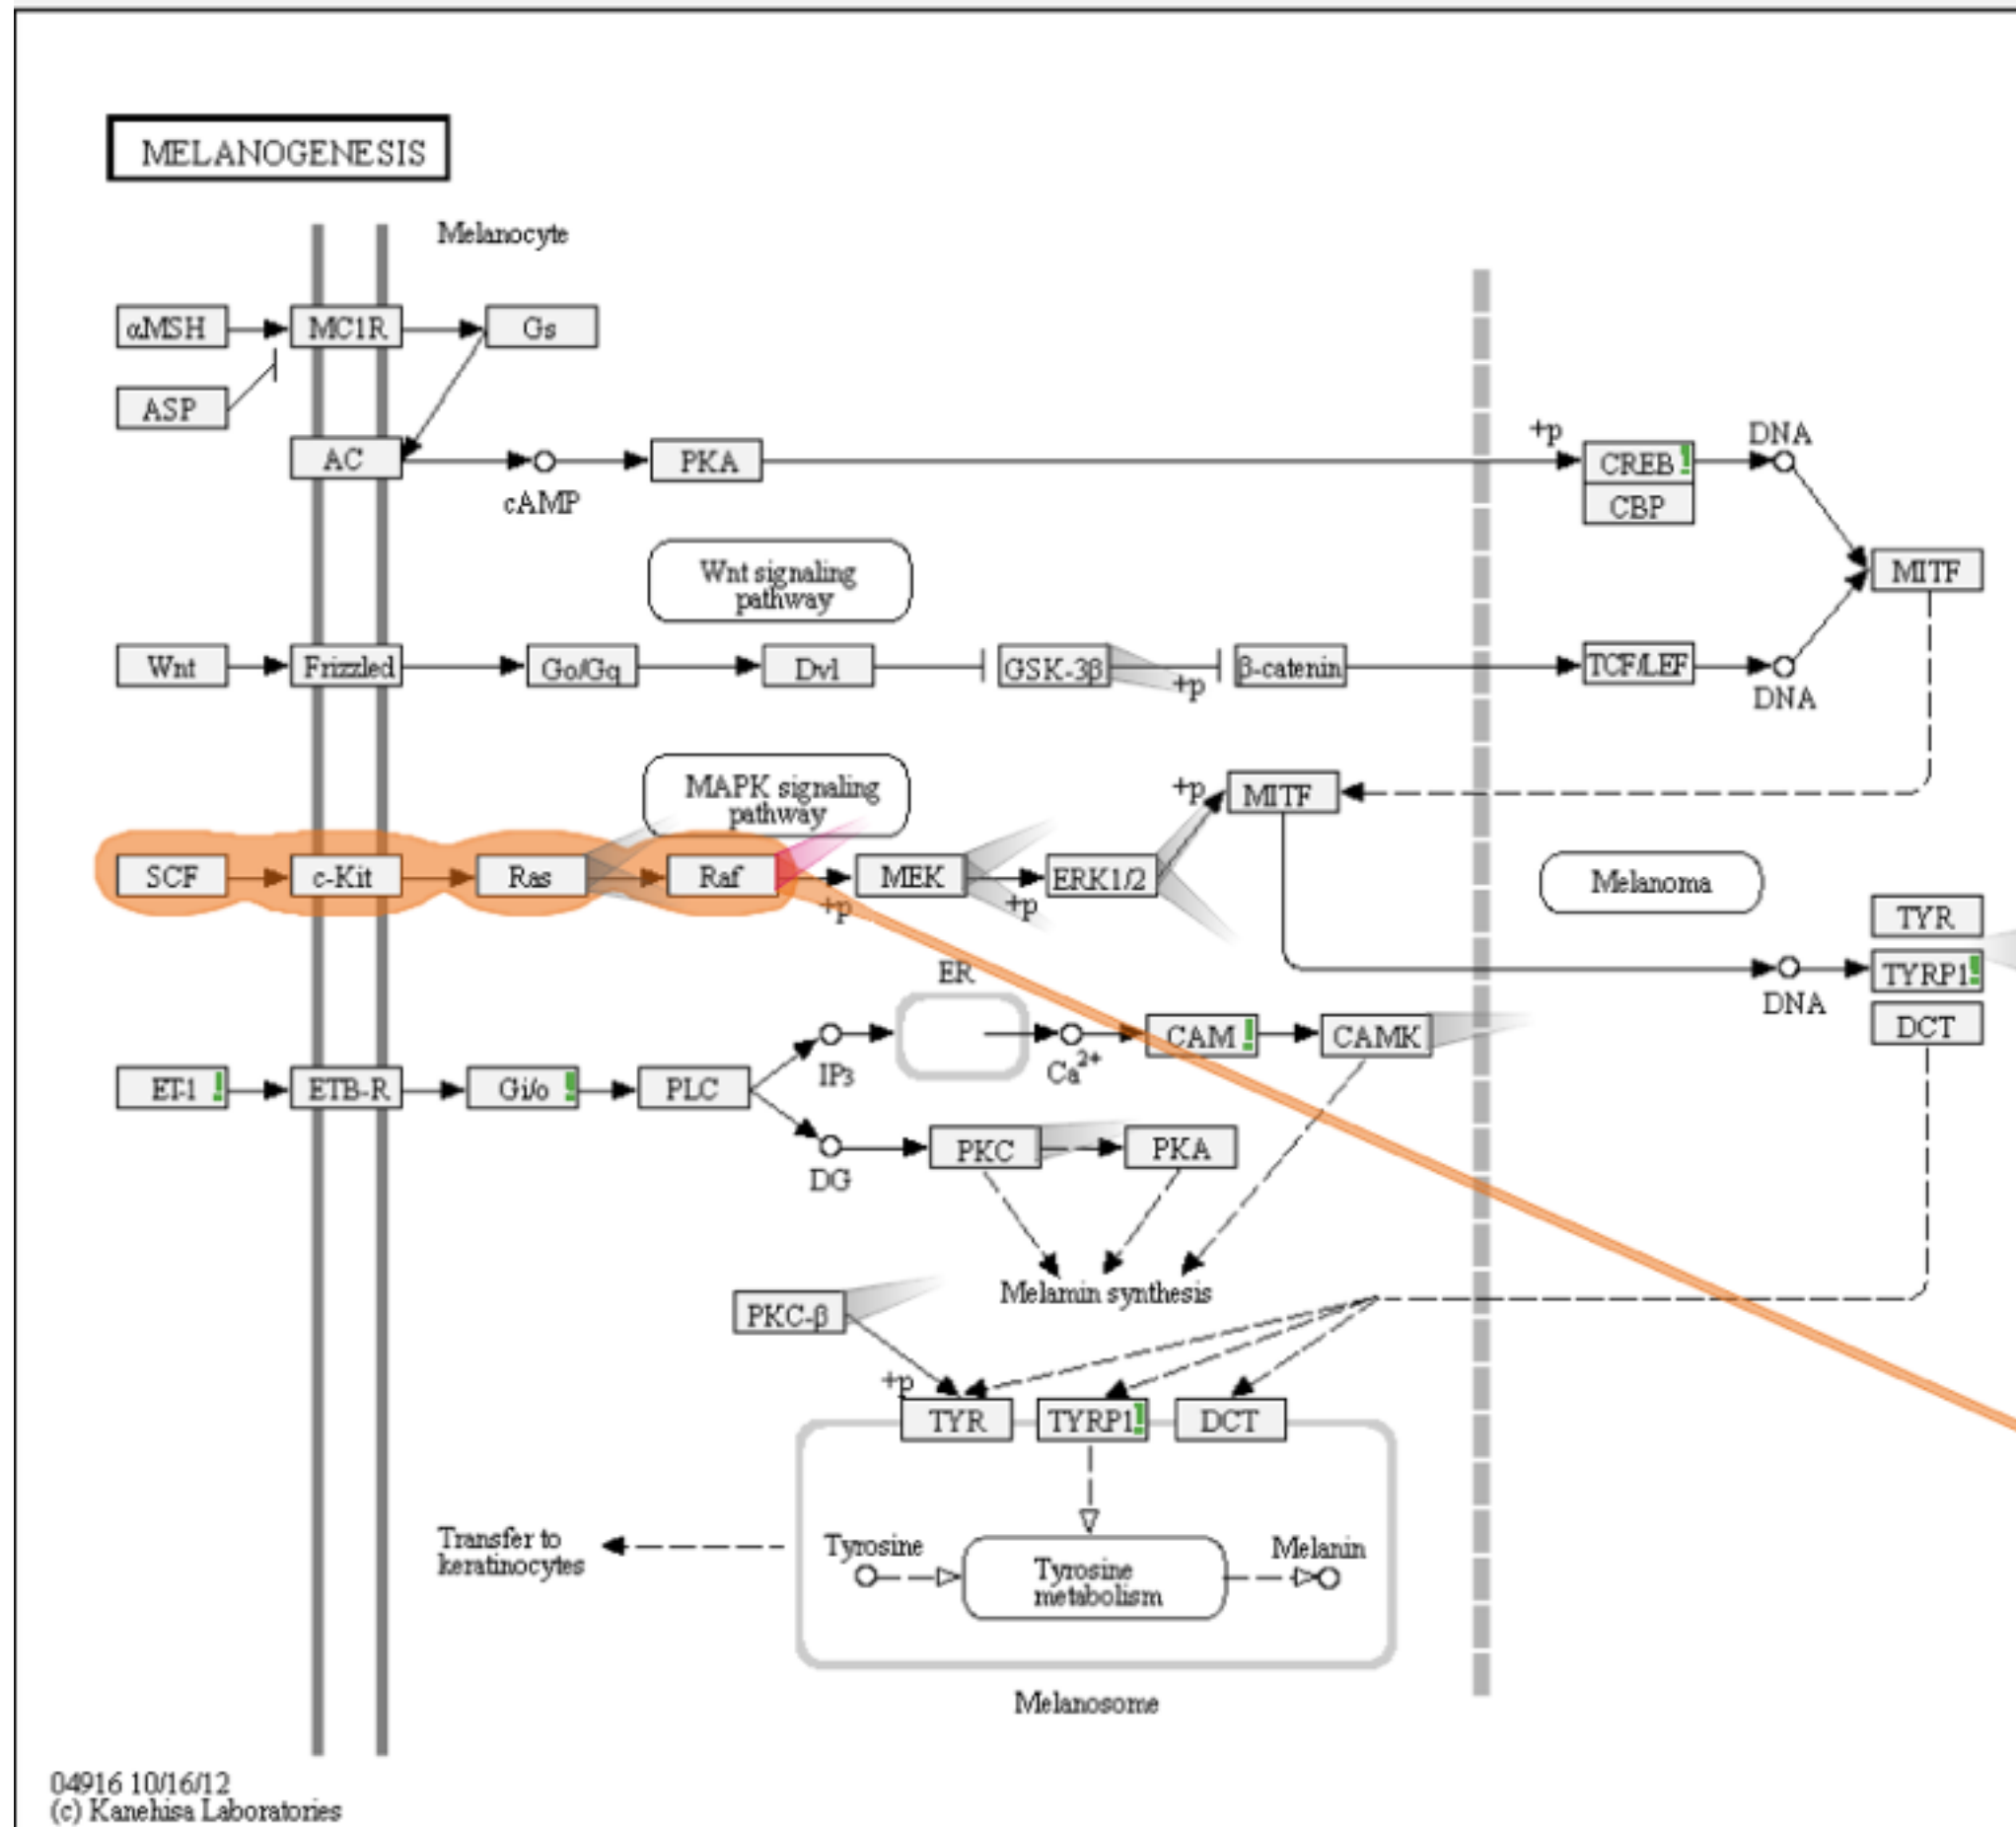 MELANOGENESIS
Melanocyte
αMSH
MC1R
Gs
ASP
AC
cAMP
PKA
+p
CREB!
CBP
DNA
MITF
Wnt signaling
pathway
Wnt
Frizzled
Go/Gq
Dvl
GSK-3β
+p
β-catenin
TCF/LEF
DNA
MAPK signaling
pathway
+p
MITF
SCF
c-Kit
Ras
Raf
+p
MEK
+p
ERK1/2
Melanoma
TYR
TYRP1!
DCT
DNA
ER
IP3
Ca2+
CAM!
CAMK
ET-1!
ETB-R
Gi/o!
PLC
DG
PKC
PKA
Melamin synthesis
PKC-β
+p
TYR
TYRP1!
DCT
Transfer to
keratinocytes
Tyrosine
Tyrosine
metabolism
Melanin
Melanosome
04916 10/16/12
(c) Kanehisa Laboratories